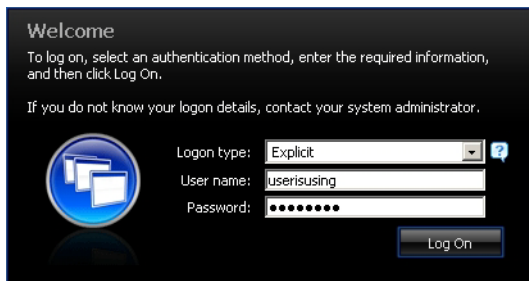 Welcome
To log on, select an authentication method, enter the required information,
and then click Log On.
If you do not know your logon details, contact your system administrator.
Logon type: Explicit
User name: userisusing
Password: ●●●●●●●●
Log On